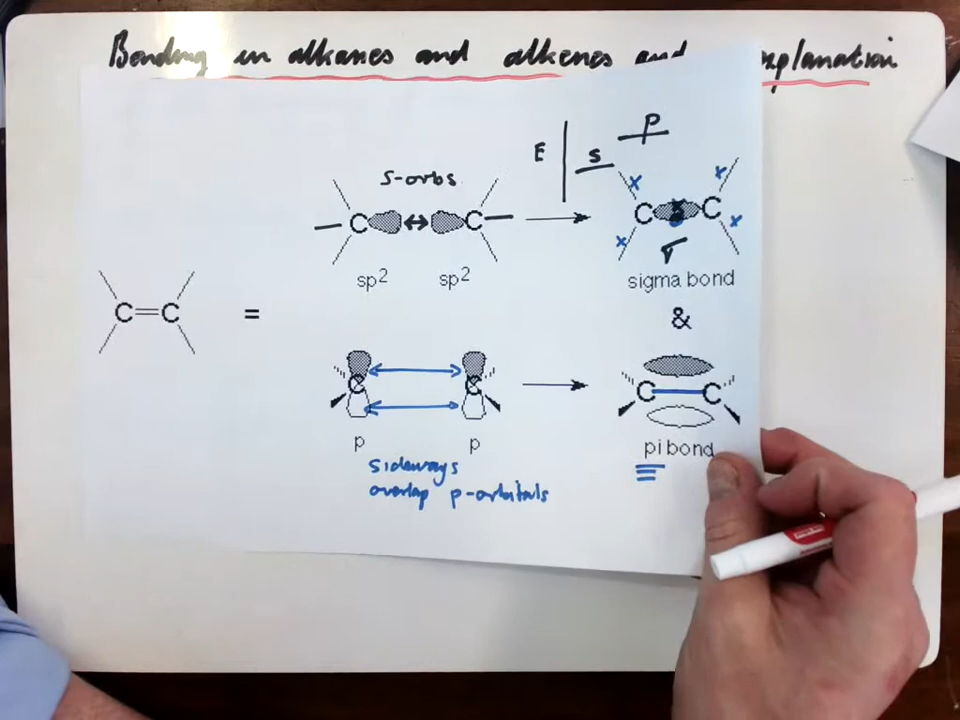 Bonding in alkanes and alkenes and explanation
E s p
s-orbs
C C C C
sp2 sp2 sigma bond
C=C = &
C C C C
p p pi bond
sideways
overlap p-orbitals